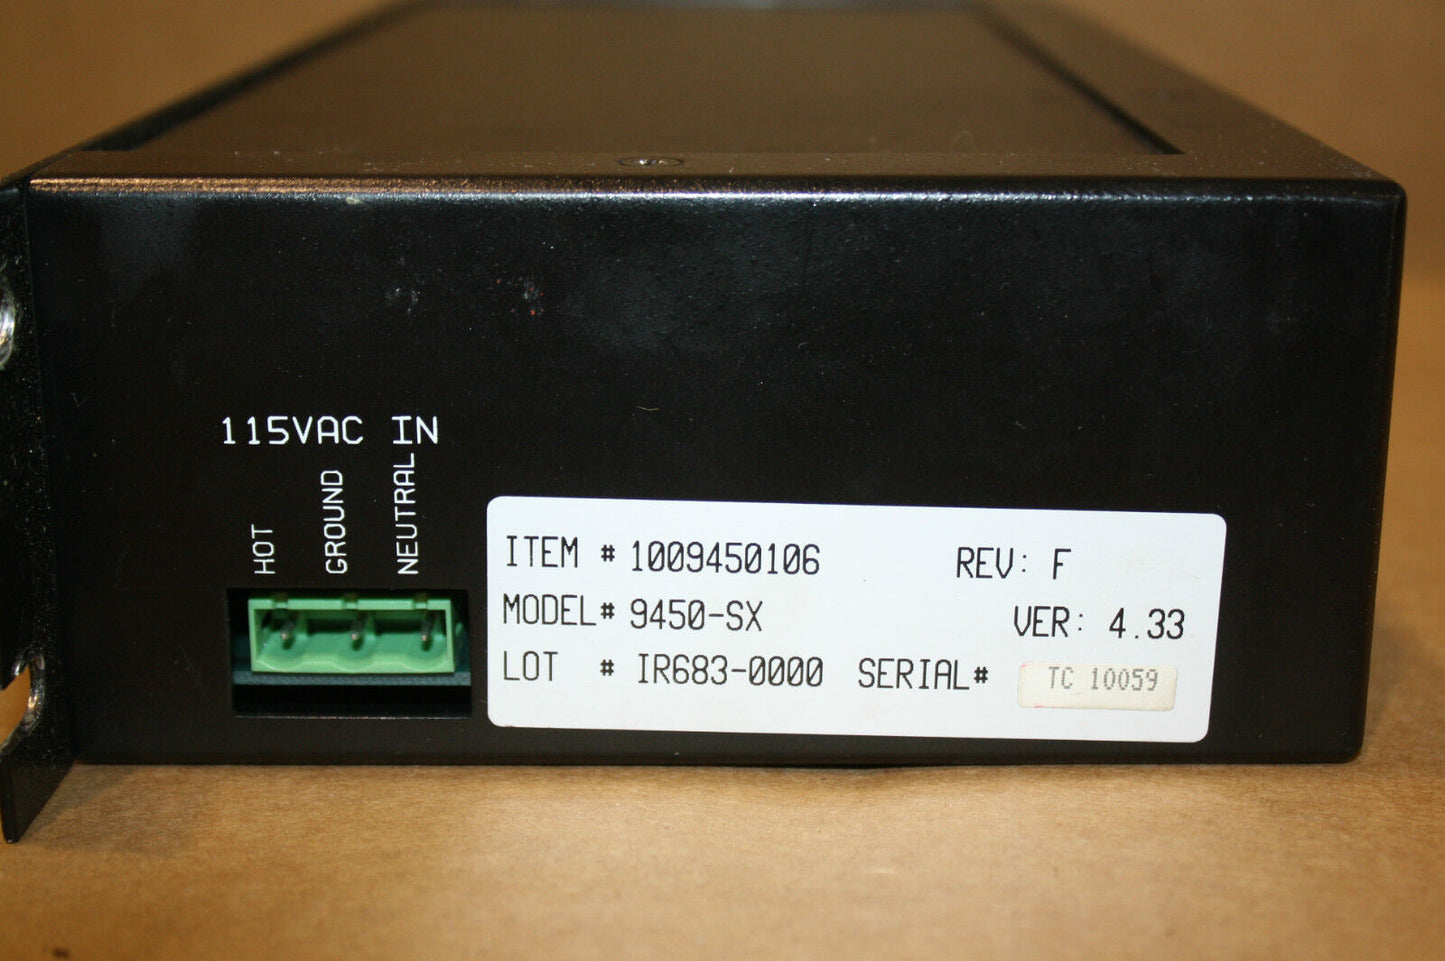 115VAC IN
HOT
GROUND
NEUTRAL
ITEM # 1009450106 REV: F
MODEL# 9450-SX VER: 4.33
LOT # IR683-0000 SERIAL# TC 10059